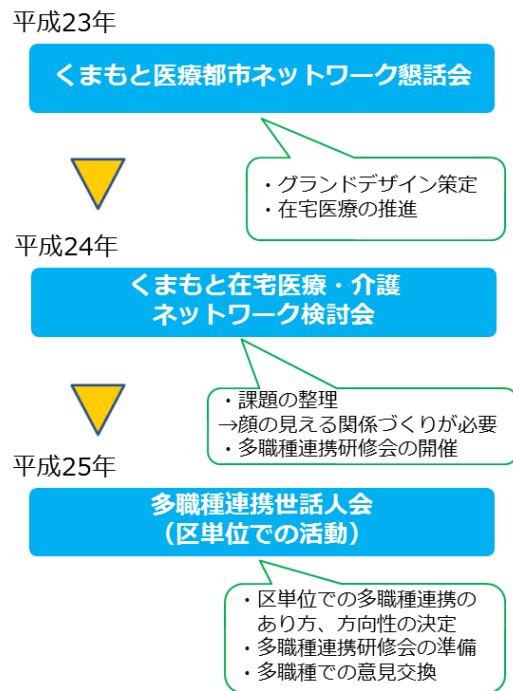 平成23年
くまもと医療都市ネットワーク懇話会
・グランドデザイン策定
・在宅医療の推進
平成24年
くまもと在宅医療・介護
ネットワーク検討会
・課題の整理
→顔の見える関係づくりが必要
・多職種連携研修会の開催
平成25年
多職種連携世話人会
（区単位での活動）
・区単位での多職種連携の
あり方、方向性の決定
・多職種連携研修会の準備
・多職種での意見交換